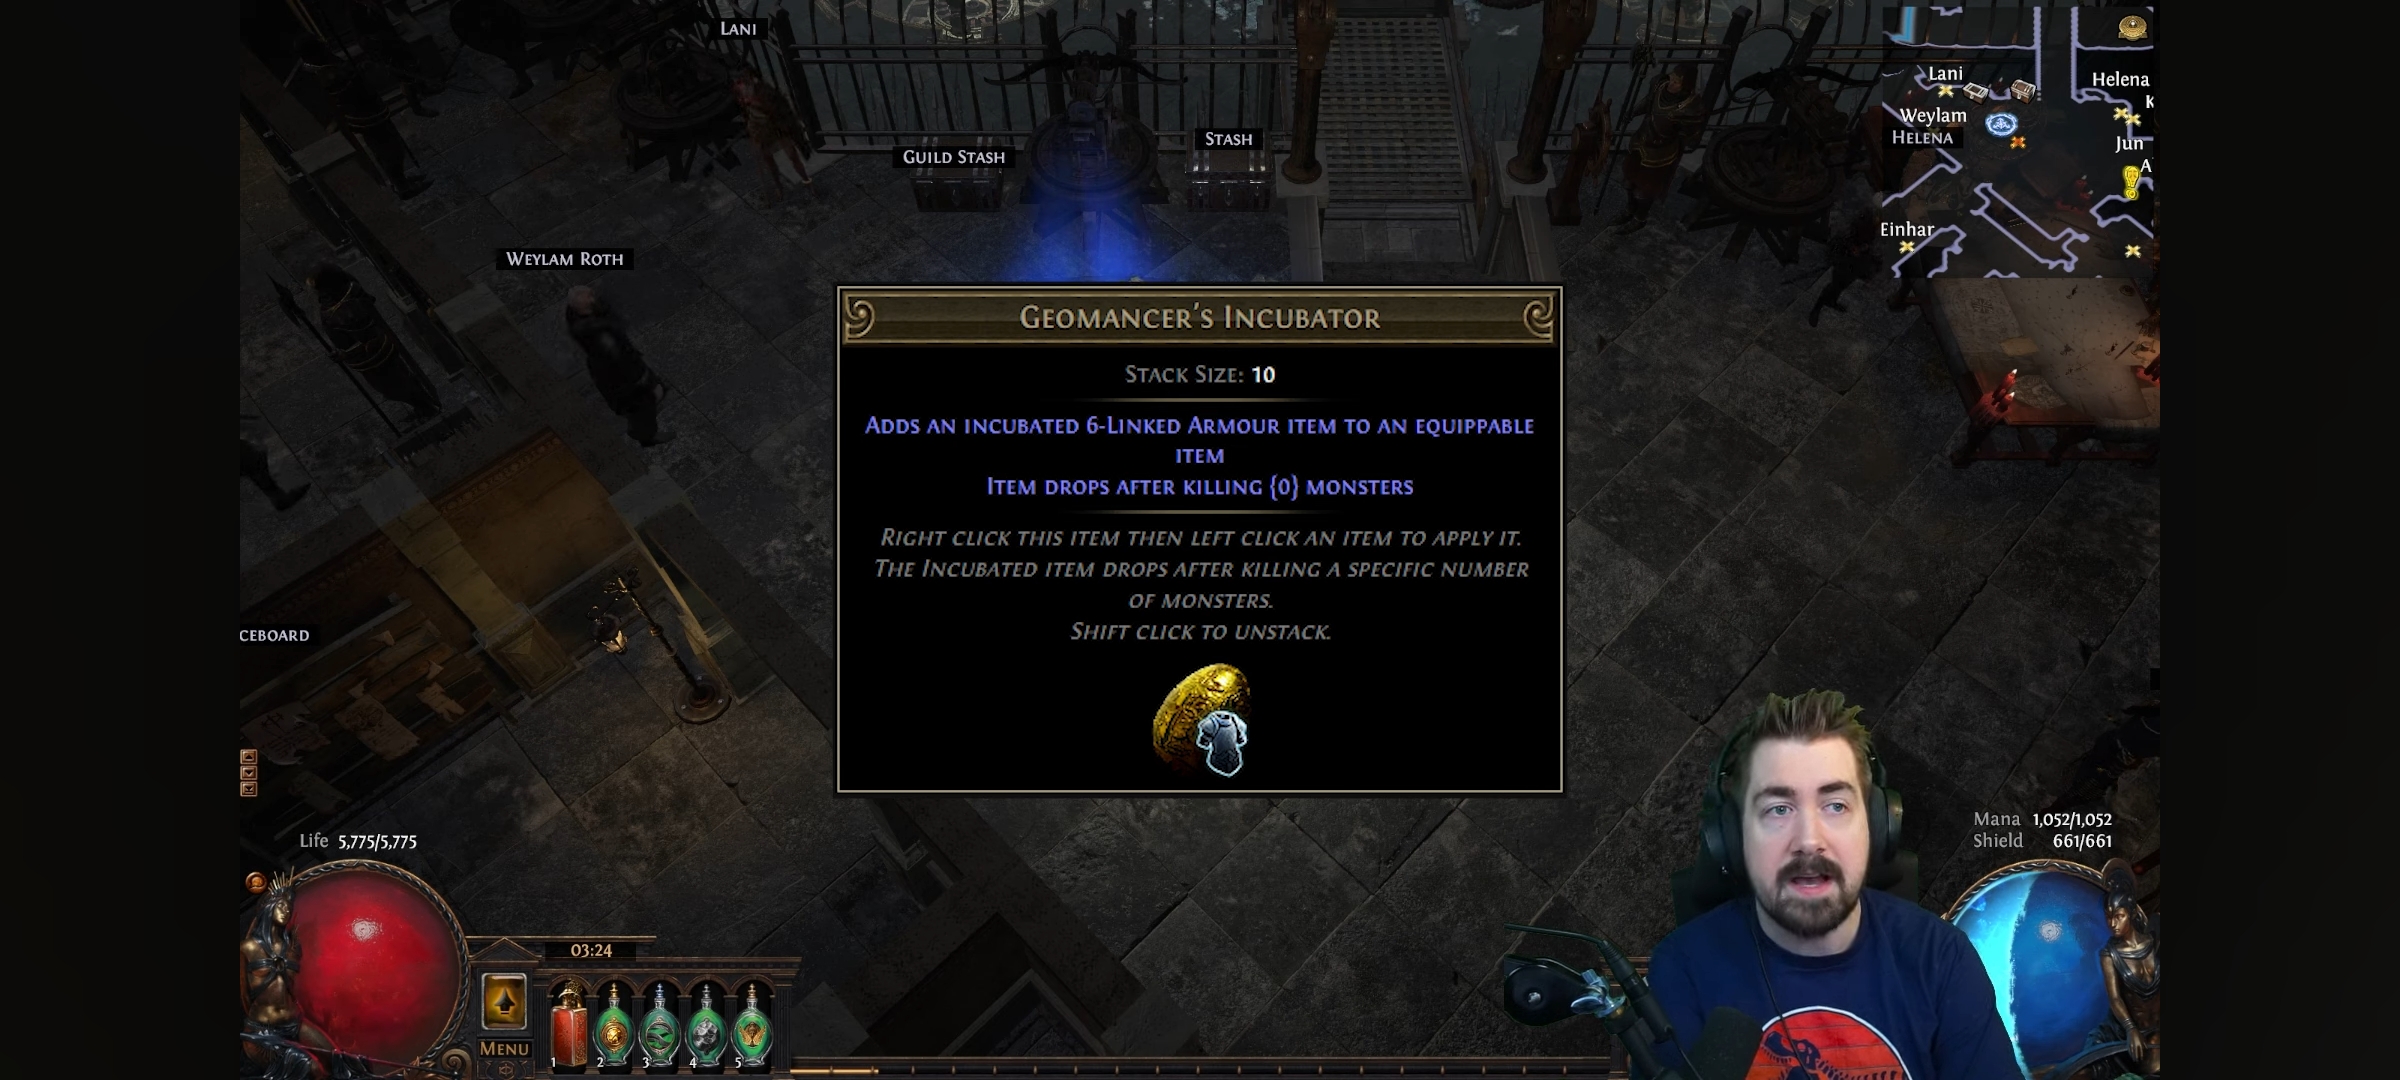 LANI
GUILD STASH
STASH
WEYLAM ROTH
Lani
Helena
Weylam
HELENA
Jun
Einhar
GEOMANCER'S INCUBATOR
STACK SIZE: 10
ADDS AN INCUBATED 6-LINKED ARMOUR ITEM TO AN EQUIPPABLE
ITEM
ITEM DROPS AFTER KILLING {0} MONSTERS
RIGHT CLICK THIS ITEM THEN LEFT CLICK AN ITEM TO APPLY IT.
THE INCUBATED ITEM DROPS AFTER KILLING A SPECIFIC NUMBER
OF MONSTERS.
SHIFT CLICK TO UNSTACK.
CEBOARD
Life 5,775/5,775
Mana 1,052/1,052
Shield 661/661
03:24
MENU
1 2 3 4 5